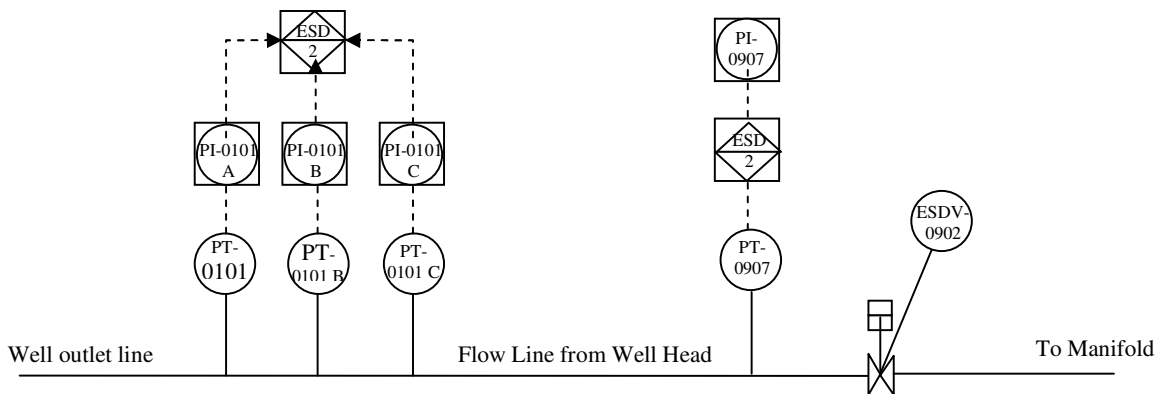 ESD
2
PI-
0907
PI-0101
A
PI-0101
B
PI-0101
C
ESD
2
ESDV-
0902
PT-
0101
PT-
0101 B
PT-
0101 C
PT-
0907
Well outlet line
Flow Line from Well Head
To Manifold